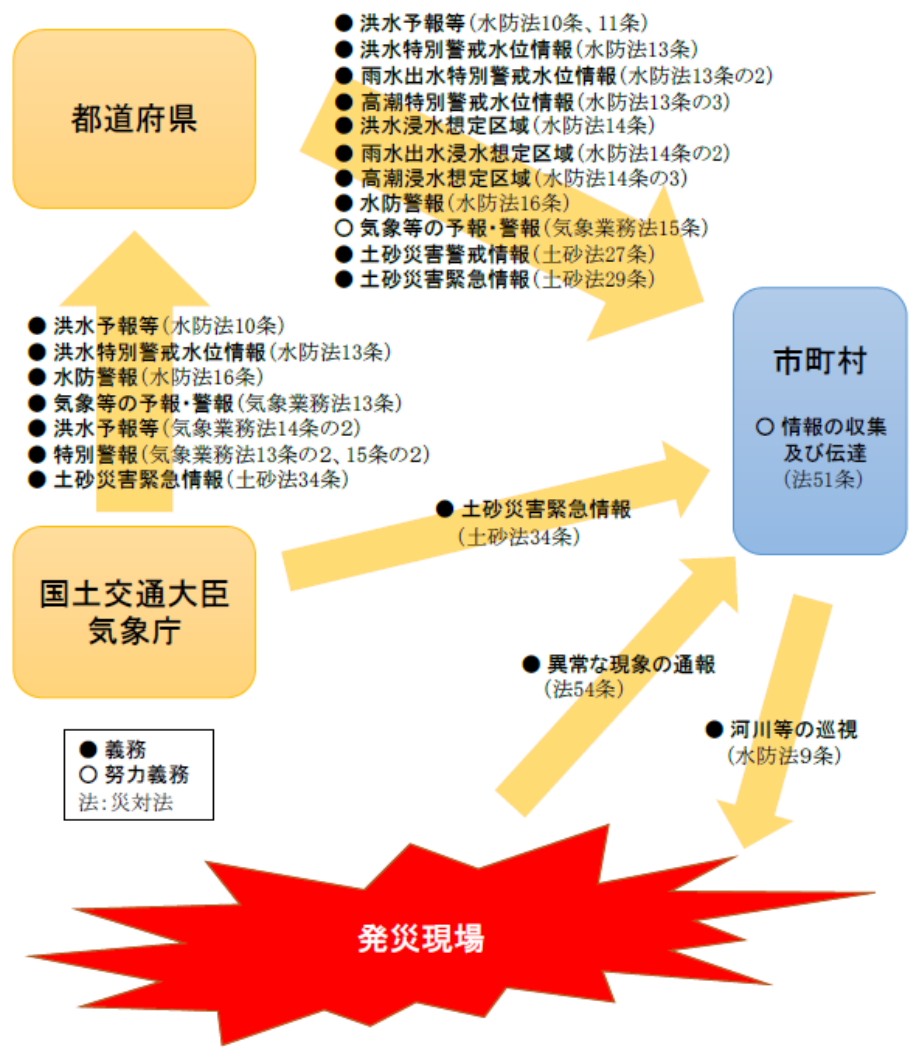 ● 洪水予報等(水防法10条、11条)
● 洪水特別警戒水位情報(水防法13条)
● 雨水出水特別警戒水位情報(水防法13条の2)
● 高潮特別警戒水位情報(水防法13条の3)
● 洪水浸水想定区域(水防法14条)
● 雨水出水浸水想定区域(水防法14条の2)
● 高潮浸水想定区域(水防法14条の3)
● 水防警報(水防法16条)
○ 気象等の予報・警報(気象業務法15条)
● 土砂災害警戒情報(土砂法27条)
● 土砂災害緊急情報(土砂法29条)
都道府県
● 洪水予報等(水防法10条)
● 洪水特別警戒水位情報(水防法13条)
● 水防警報(水防法16条)
● 気象等の予報・警報(気象業務法13条)
● 洪水予報等(気象業務法14条の2)
● 特別警報(気象業務法13条の2、15条の2)
● 土砂災害緊急情報(土砂法34条)
市町村
○ 情報の収集
及び伝達
(法51条)
● 土砂災害緊急情報
(土砂法34条)
国土交通大臣
気象庁
● 異常な現象の通報
(法54条)
● 河川等の巡視
(水防法9条)
● 義務
○ 努力義務
法:災対法
発災現場